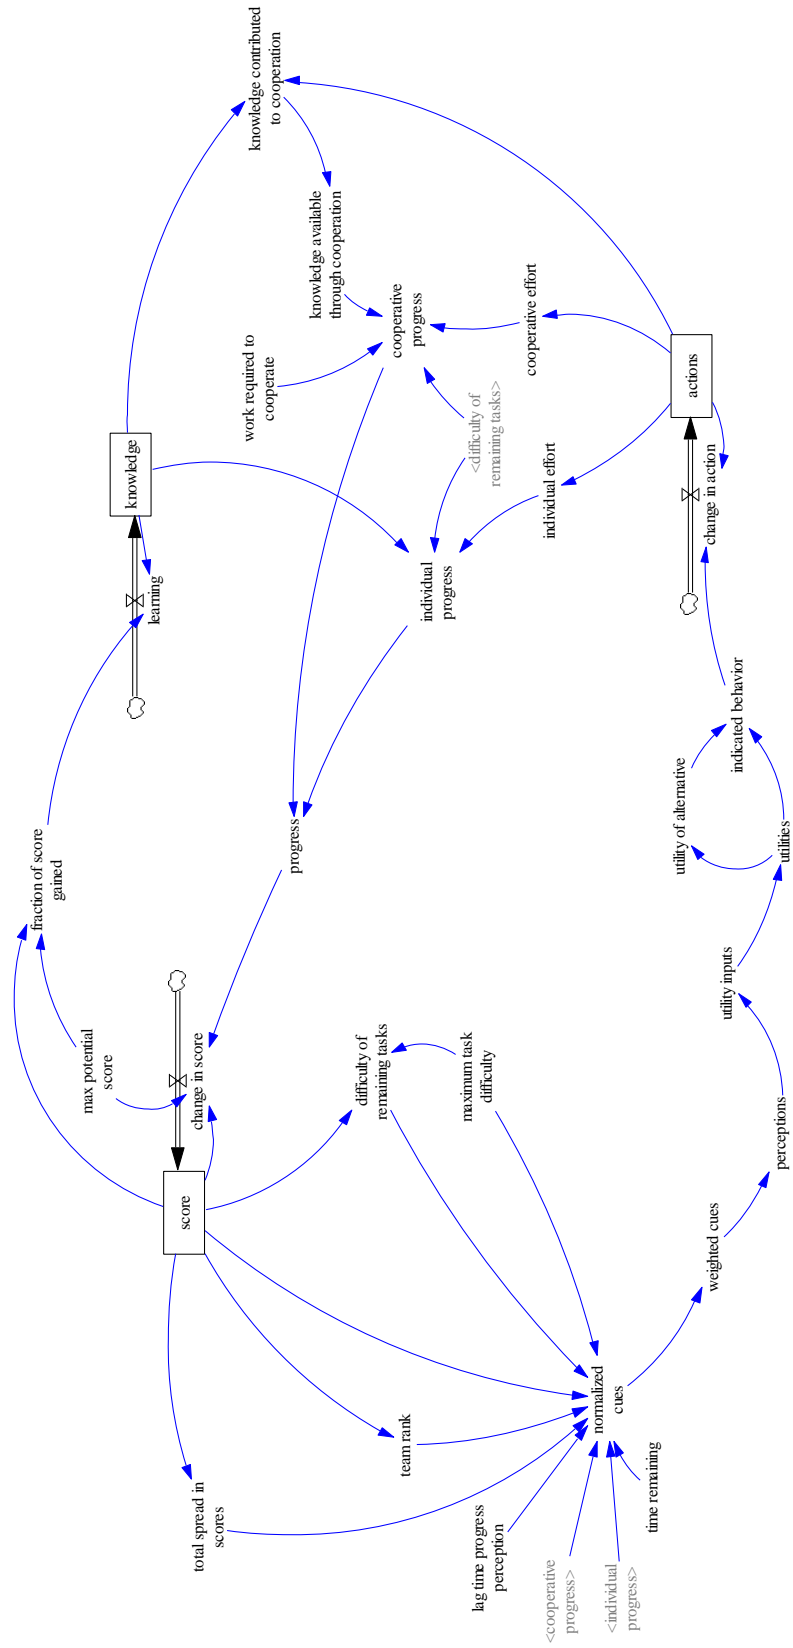 total spread in
scores
score
max potential
score
change in score
fraction of score
gained
learning
knowledge
knowledge contributed
to cooperation
team rank
difficulty of
remaining tasks
progress
work required to
cooperate
knowledge available
through cooperation
lag time progress
perception
maximum task
difficulty
individual
progress
<difficulty of
remaining tasks>
cooperative
progress
<cooperative
progress>
<individual
progress>
time remaining
normalized
cues
individual effort
cooperative effort
weighted cues
perceptions
utility inputs
utilities
utility of alternative
indicated behavior
change in action
actions